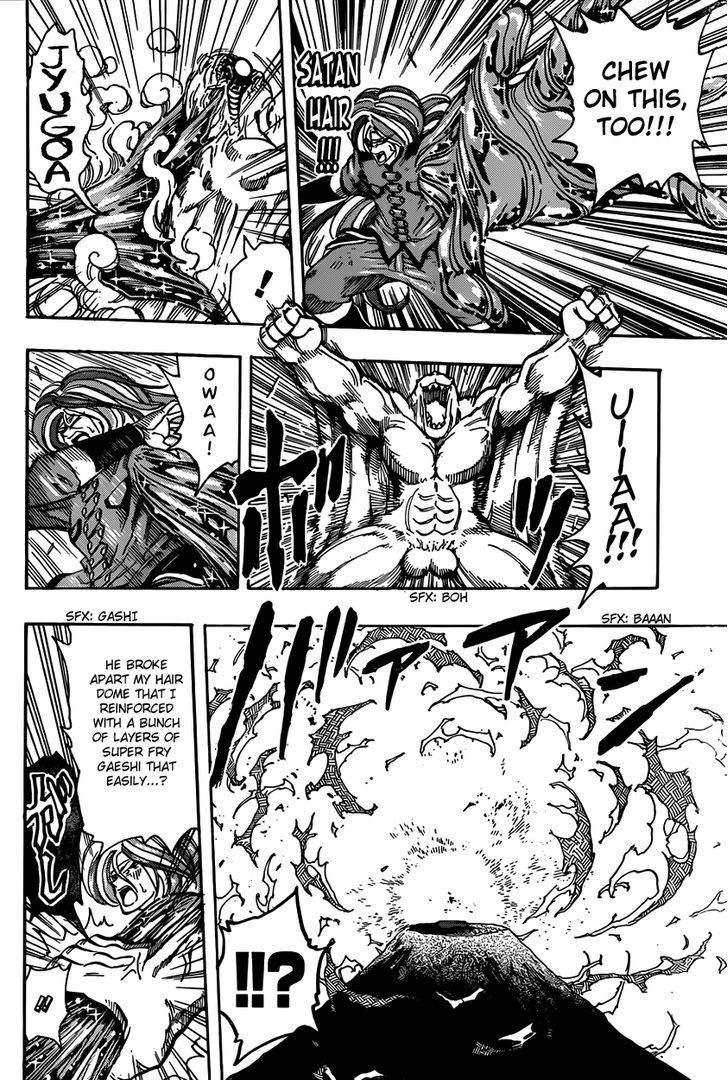 CHEW
ON THIS,
TOO!!!
SATAN
HAIR
!!!
JYUGOA
!
UIIAA!!!
SFX: BOH
OWAA!
SFX: BAAAN
!!?
SFX: GASHI
HE BROKE
APART MY HAIR
DOME THAT I
REINFORCED
WITH A BUNCH
OF LAYERS OF
SUPER FRY
GAESHI THAT
EASILY...?
!!